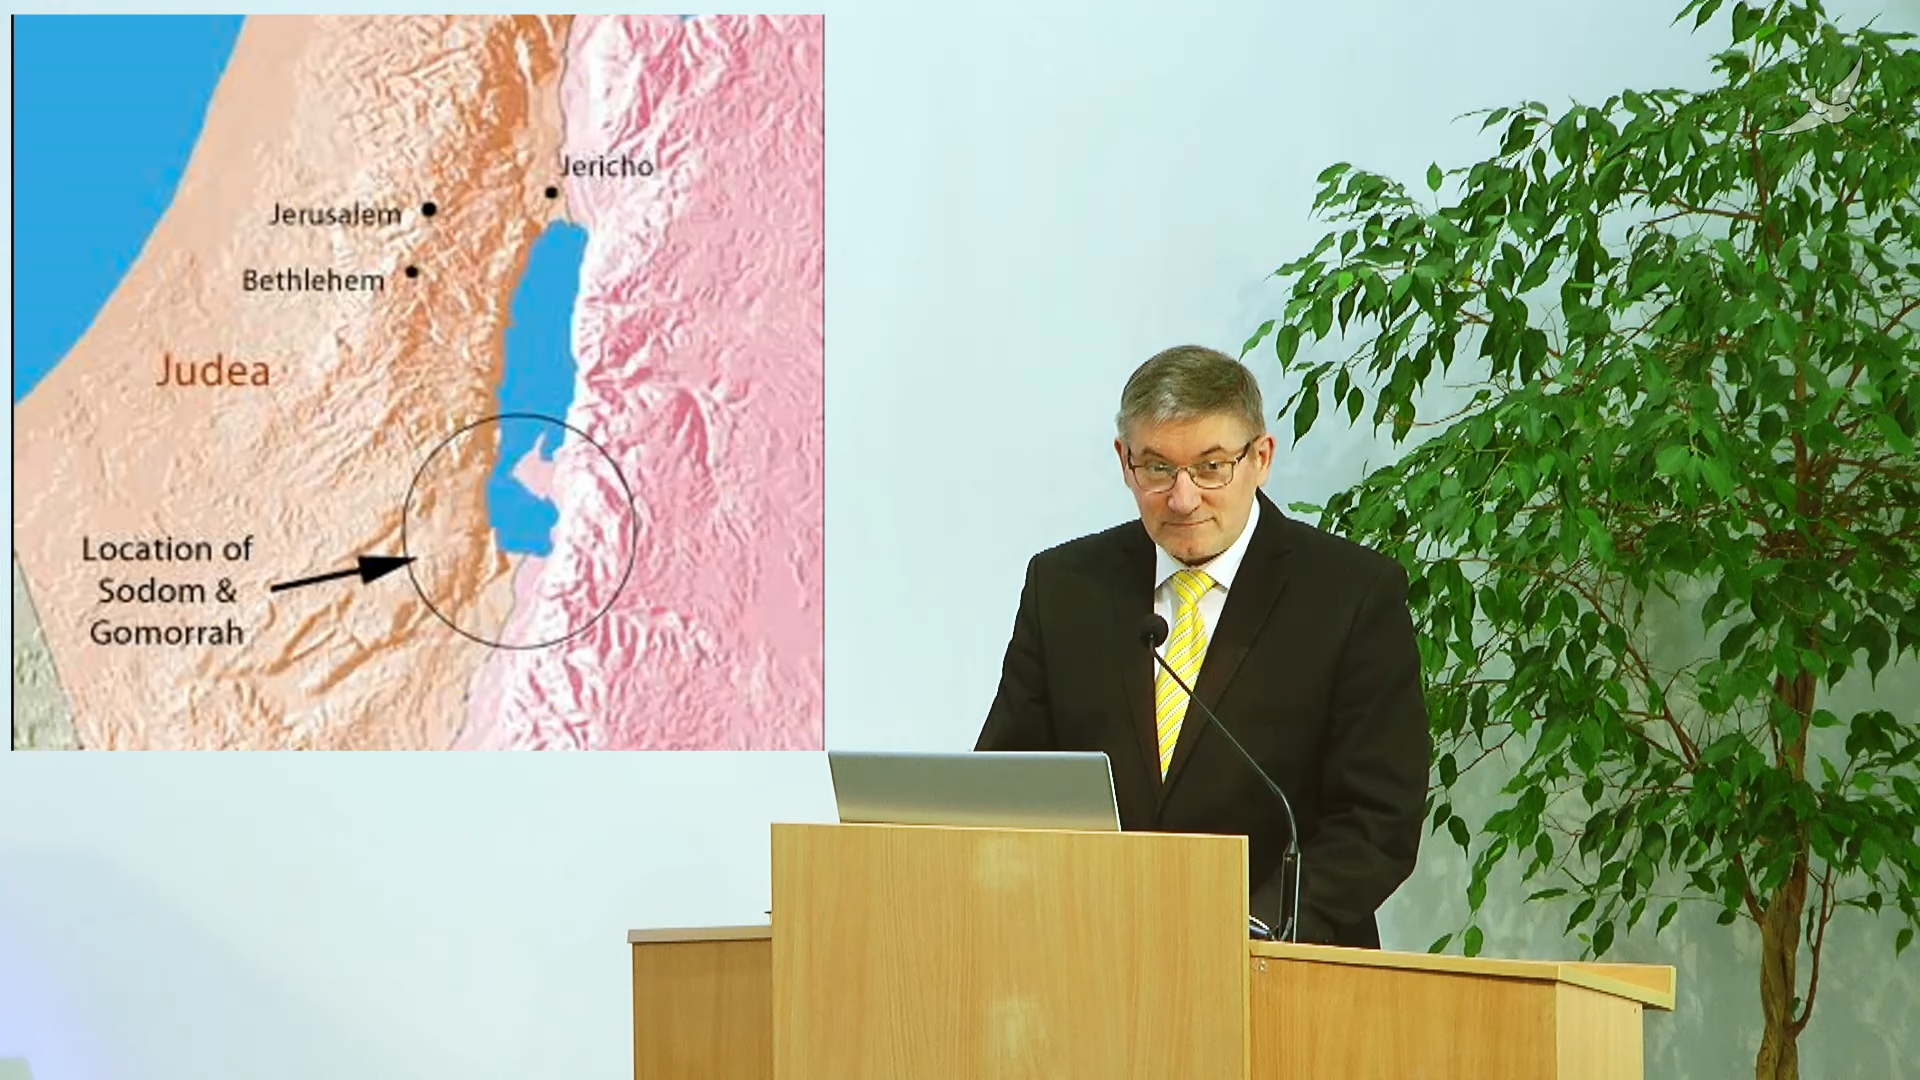 Jericho
Jerusalem
Bethlehem
Judea
Location of
Sodom &
Gomorrah